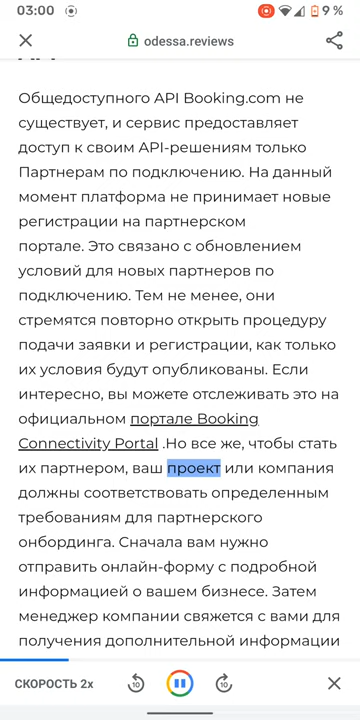 03:00
9 %
odessa.reviews
Общедоступного API Booking.com не
существует, и сервис предоставляет
доступ к своим API-решениям только
Партнерам по подключению. На данный
момент платформа не принимает новые
регистрации на партнерском
портале. Это связано с обновлением
условий для новых партнеров по
подключению. Тем не менее, они
стремятся повторно открыть процедуру
подачи заявки и регистрации, как только
их условия будут опубликованы. Если
интересно, вы можете отслеживать это на
официальном портале Booking
Connectivity Portal .Но все же, чтобы стать
их партнером, ваш проект или компания
должны соответствовать определенным
требованиям для партнерского
онбординга. Сначала вам нужно
отправить онлайн-форму с подробной
информацией о вашем бизнесе. Затем
менеджер компании свяжется с вами для
получения дополнительной информации
СКОРОСТЬ 2x
10
10